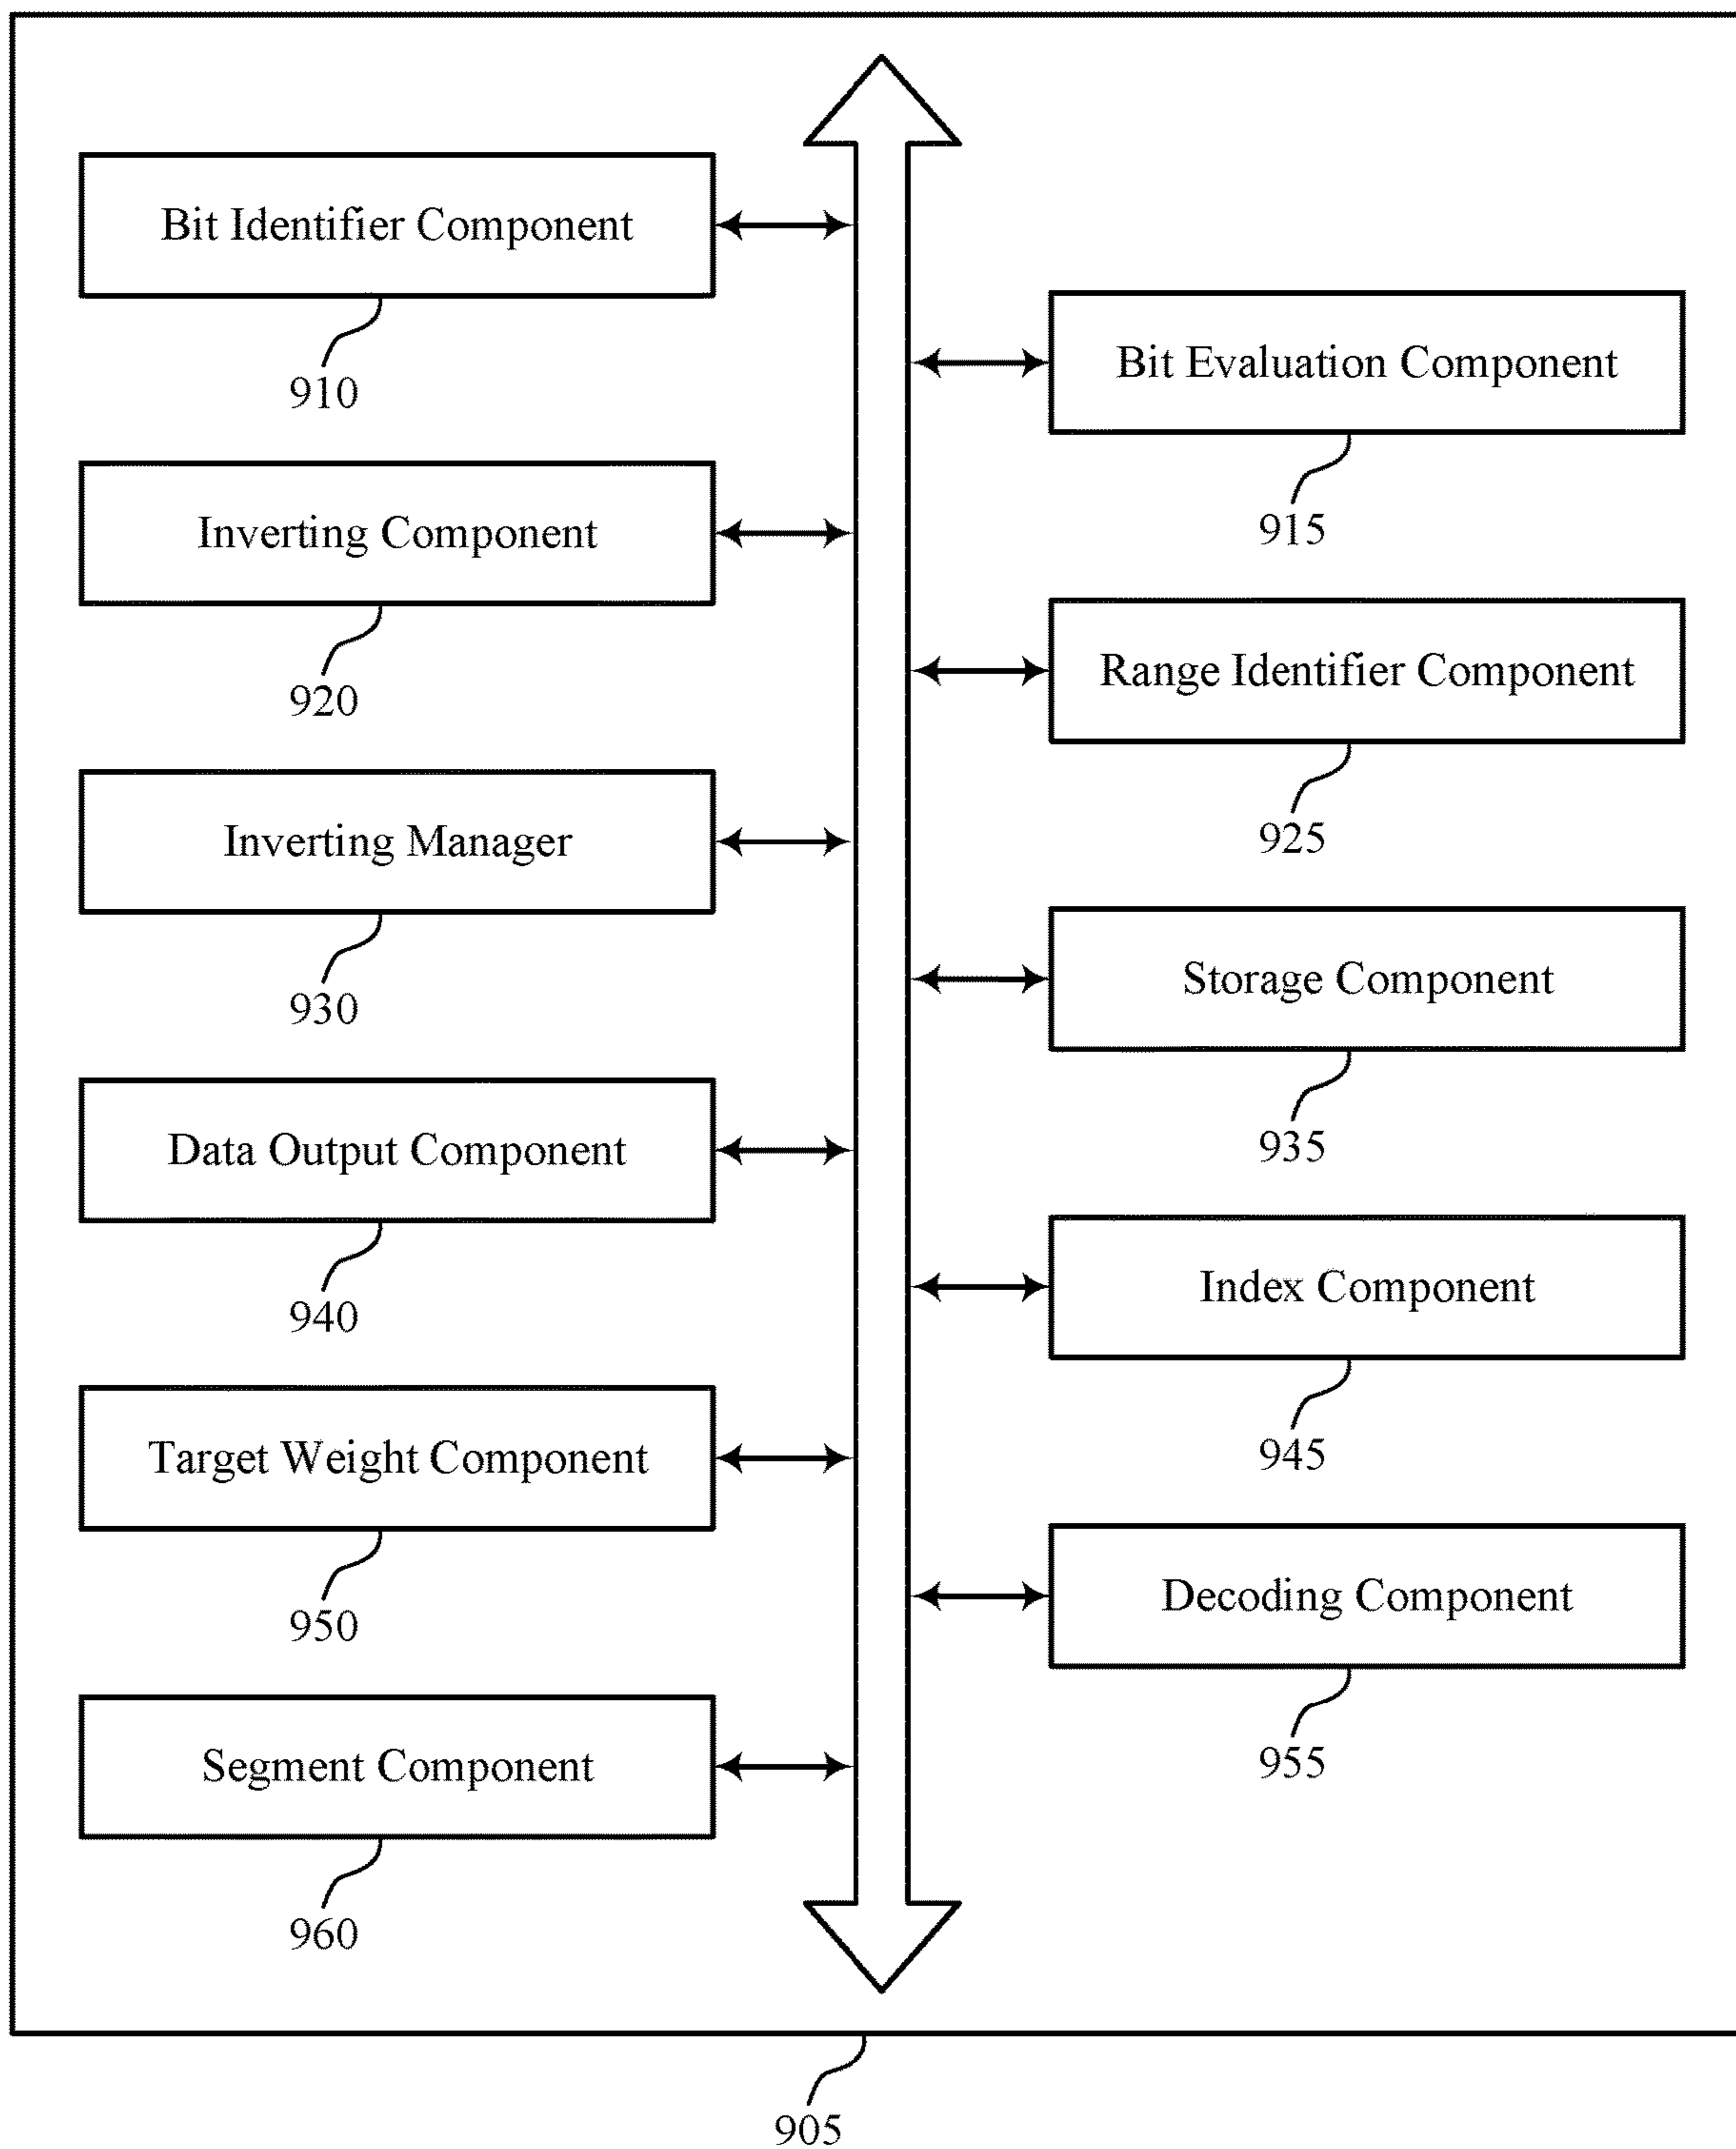 Bit Identifier Component
910
Bit Evaluation Component
915
Inverting Component
920
Range Identifier Component
925
Inverting Manager
930
Storage Component
935
Data Output Component
940
Index Component
945
Target Weight Component
950
Decoding Component
955
Segment Component
960
905